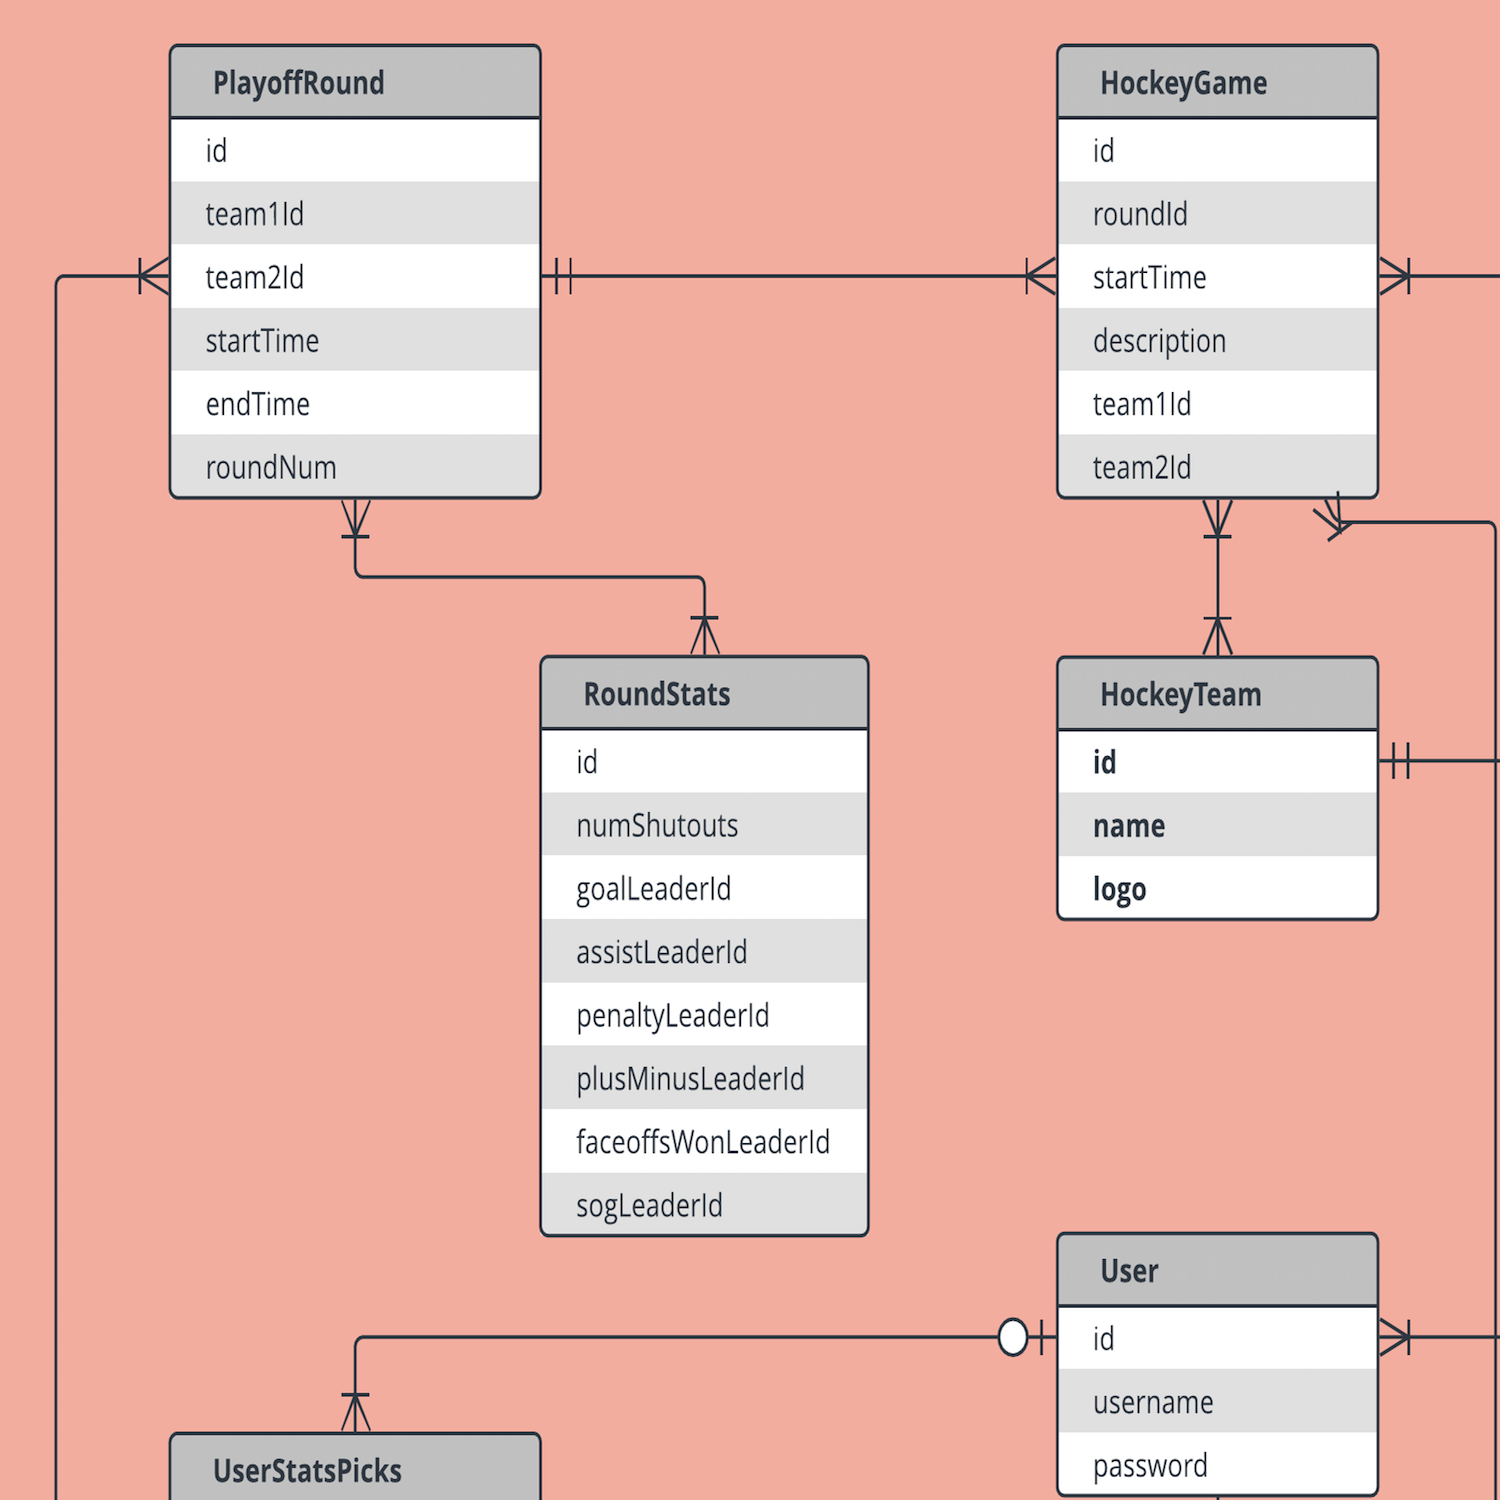 PlayoffRound
id
team1Id
team2Id
startTime
endTime
roundNum
HockeyGame
id
roundId
startTime
description
team1Id
team2Id
RoundStats
id
numShutouts
goalLeaderId
assistLeaderId
penaltyLeaderId
plusMinusLeaderId
faceoffsWonLeaderId
sogLeaderId
HockeyTeam
id
name
logo
User
id
username
password
UserStatsPicks